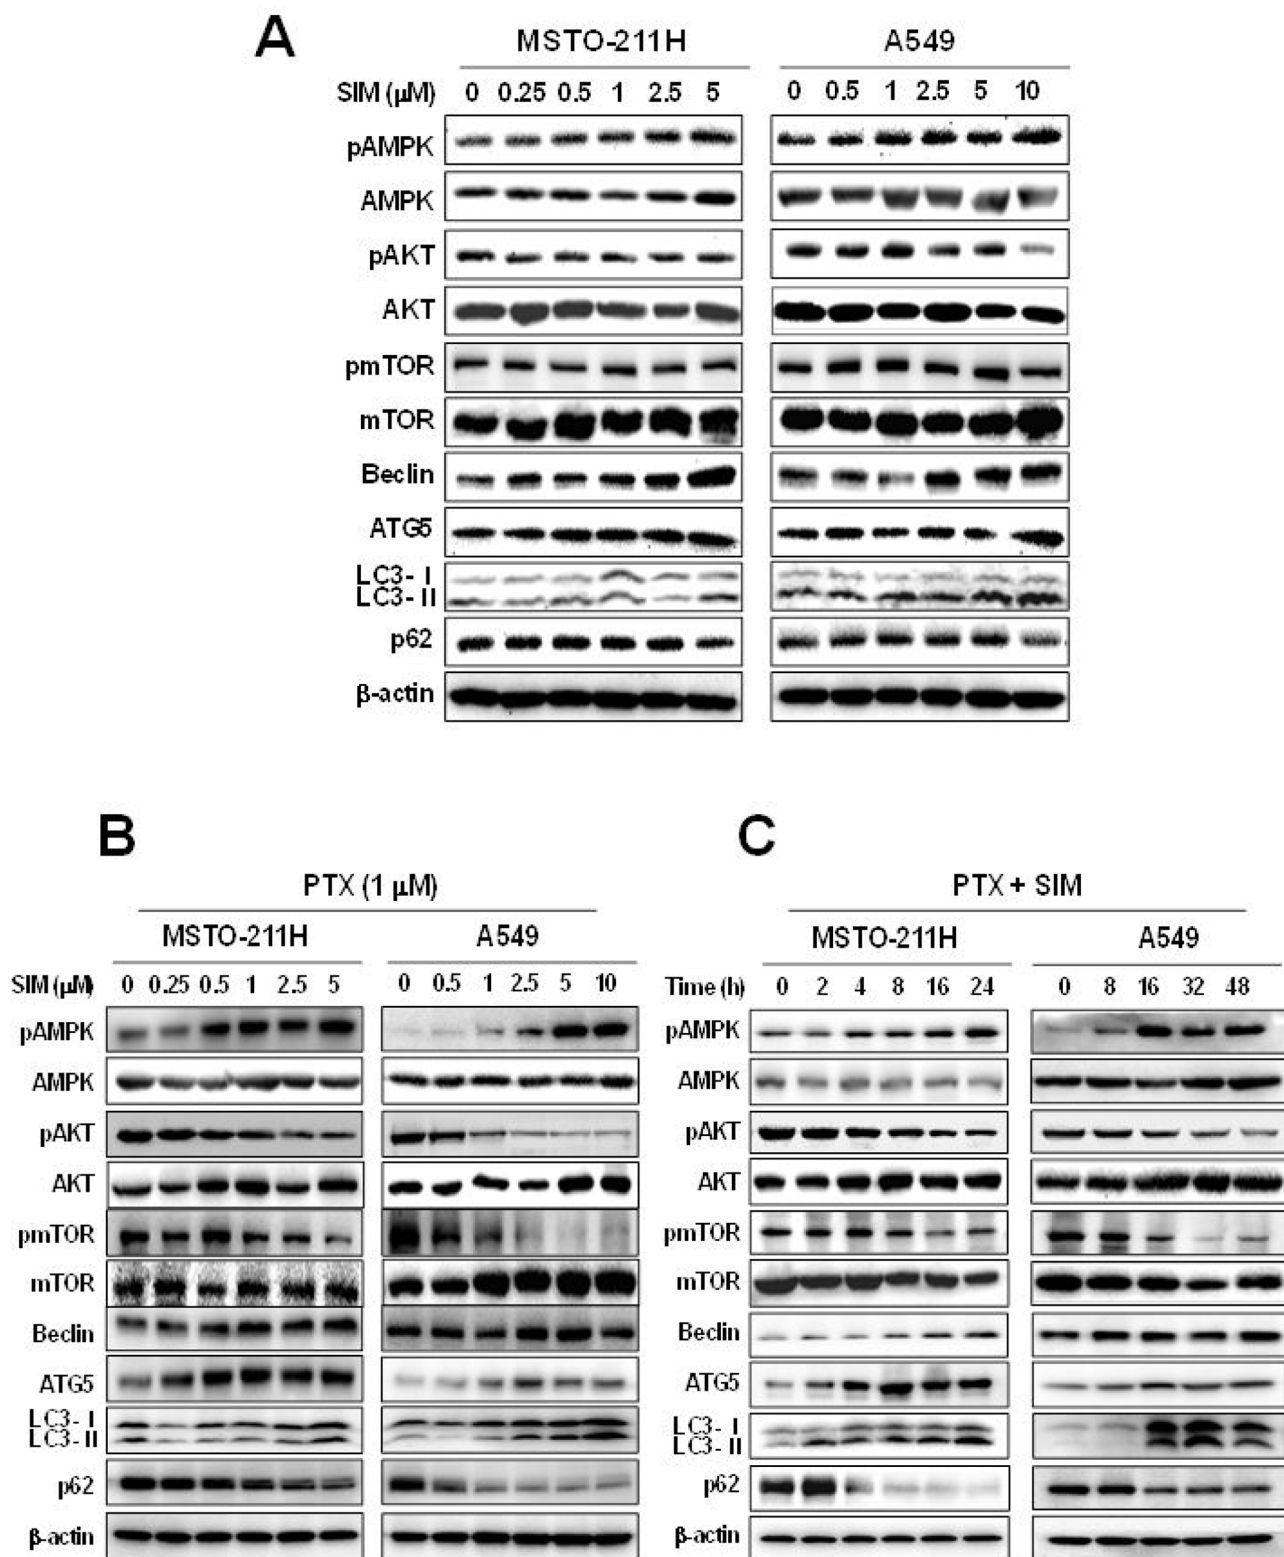 A
MSTO-211H A549
SIM (μM) 0 0.25 0.5 1 2.5 5 0 0.5 1 2.5 5 10
pAMPK
AMPK
pAKT
AKT
pmTOR
mTOR
Beclin
ATG5
LC3- I
LC3- II
p62
β-actin
B
PTX (1 μM)
MSTO-211H A549
SIM (μM) 0 0.25 0.5 1 2.5 5 0 0.5 1 2.5 5 10
pAMPK
AMPK
pAKT
AKT
pmTOR
mTOR
Beclin
ATG5
LC3- I
LC3- II
p62
β-actin
C
PTX + SIM
MSTO-211H A549
Time (h) 0 2 4 8 16 24 0 8 16 32 48
pAMPK
AMPK
pAKT
AKT
pmTOR
mTOR
Beclin
ATG5
LC3- I
LC3- II
p62
β-actin